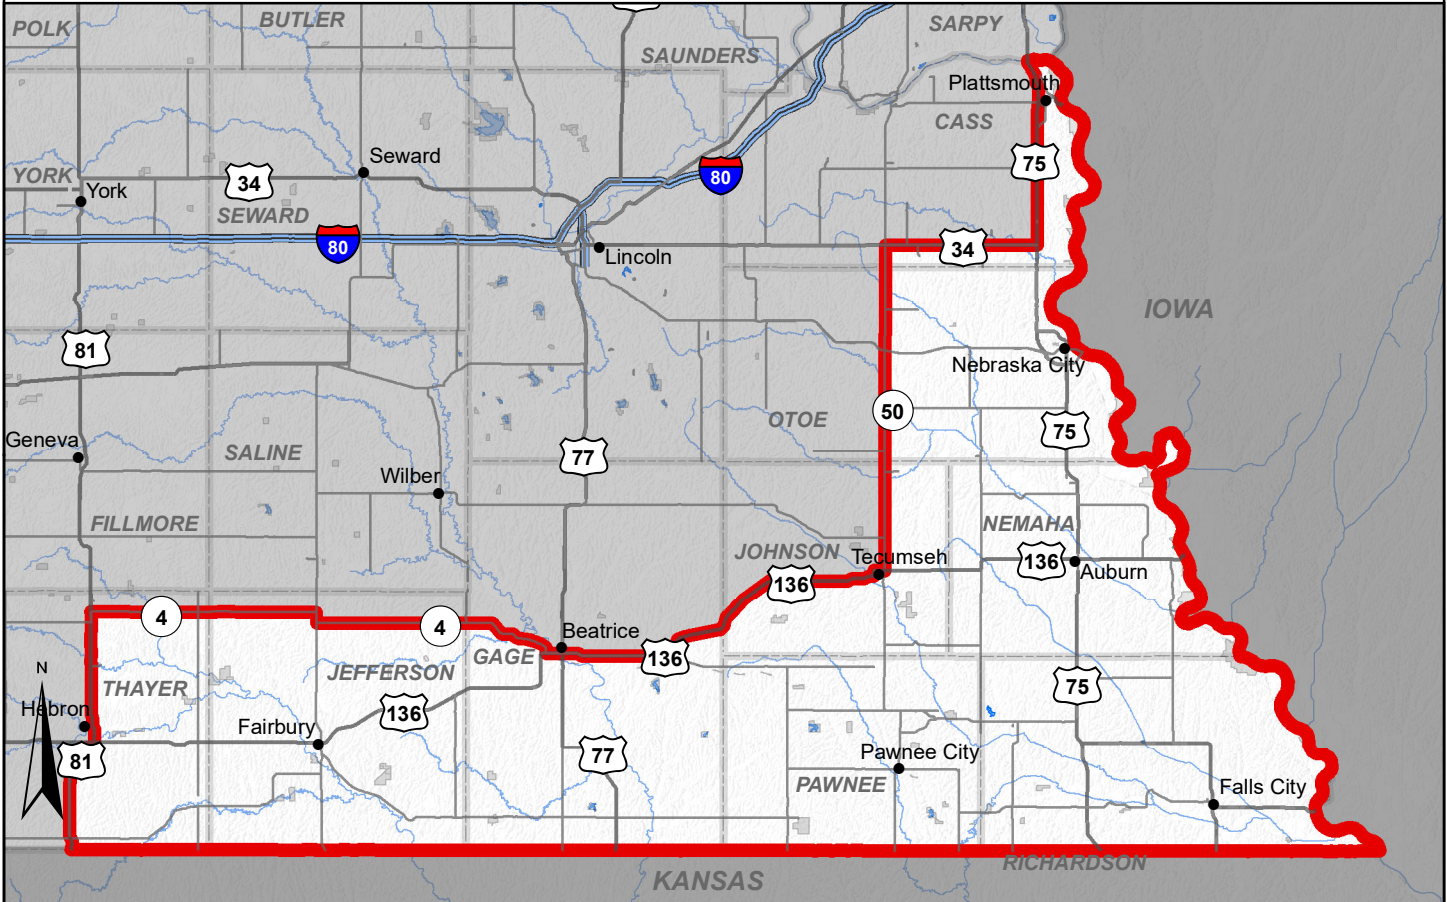 POLK
BUTLER
SAUNDERS
SARPY
Plattsmouth
CASS
Seward
75
YORK
34
80
York
SEWARD
80
34
Lincoln
IOWA
81
Nebraska City
50
OTOE
75
Geneva
SALINE
77
Wilber
FILLMORE
NEMAHA
JOHNSON
Tecumseh
136
Auburn
136
4
4
Beatrice
GAGE
136
N
THAYER
JEFFERSON
75
Hebron
136
Fairbury
81
77
Pawnee City
PAWNEE
Falls City
RICHARDSON
KANSAS